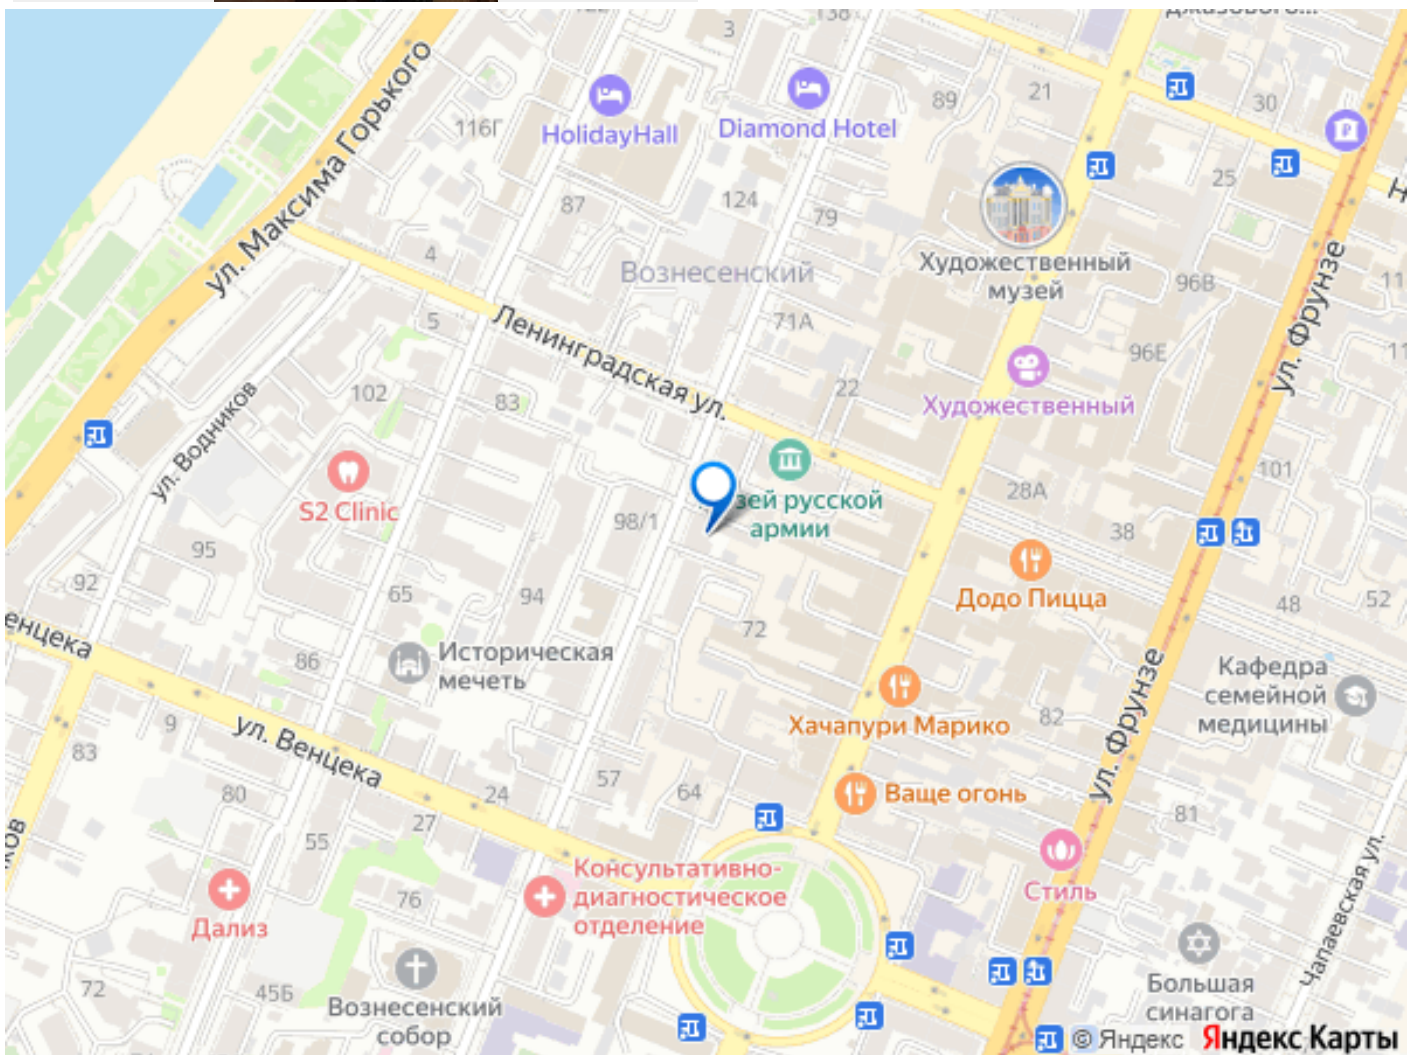 138
3
116Г
HolidayHall
Diamond Hotel
89
21
30
25
ул. Максима Горького
87
124
79
Художественный
музей
4
Вознесенский
96В
11
5
Ленинградская ул.
71А
96Е
11
ул. Фрунзе
102
83
22
Художественный
ул. Водников
S2 Clinic
98/1
зей русской
армии
28А
101
38
95
92
65
94
Додо Пицца
48
52
72
86
Историческая
мечеть
Кафедра
семейной
медицины
енцека
9
83
ул. Венцека
Хачапури Марико
82
ул. Фрунзе
80
57
64
24
27
55
Ваще огонь
81
Стиль
Чапаевская ул.
Консультативно-
диагностическое
отделение
76
Дализ
72
45Б
Вознесенский
собор
Большая
синагога
© Яндекс Яндекс Карты